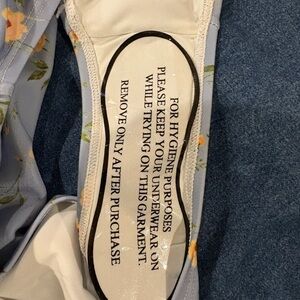 FOR HYGIENE PURPOSES
PLEASE KEEP YOUR UNDERWEAR ON
WHILE TRYING ON THIS GARMENT.
REMOVE ONLY AFTER PURCHASE